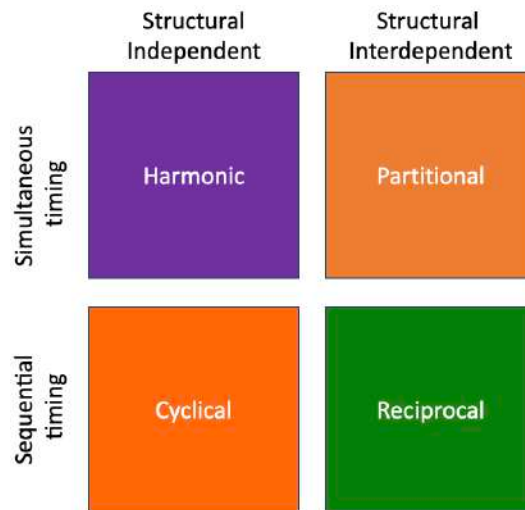 Structural
Independent
Structural
Interdependent
Simultaneous
timing
Harmonic
Partitional
Sequential
timing
Cyclical
Reciprocal